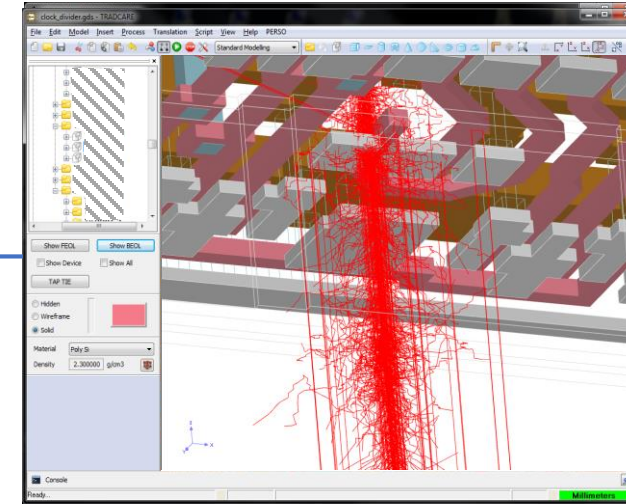 clock_divider.gds - TRADCARE
File Edit Model Insert Process Translation Script View Help PERSO
Standard Modelling
Show FEOL Show BEOL
Show Device Show All
TAP TIE
Hidden
Wireframe
Solid
Material Poly Si
Density 2.300000 g/cm3
z
y x
Console
Ready... Millimeters